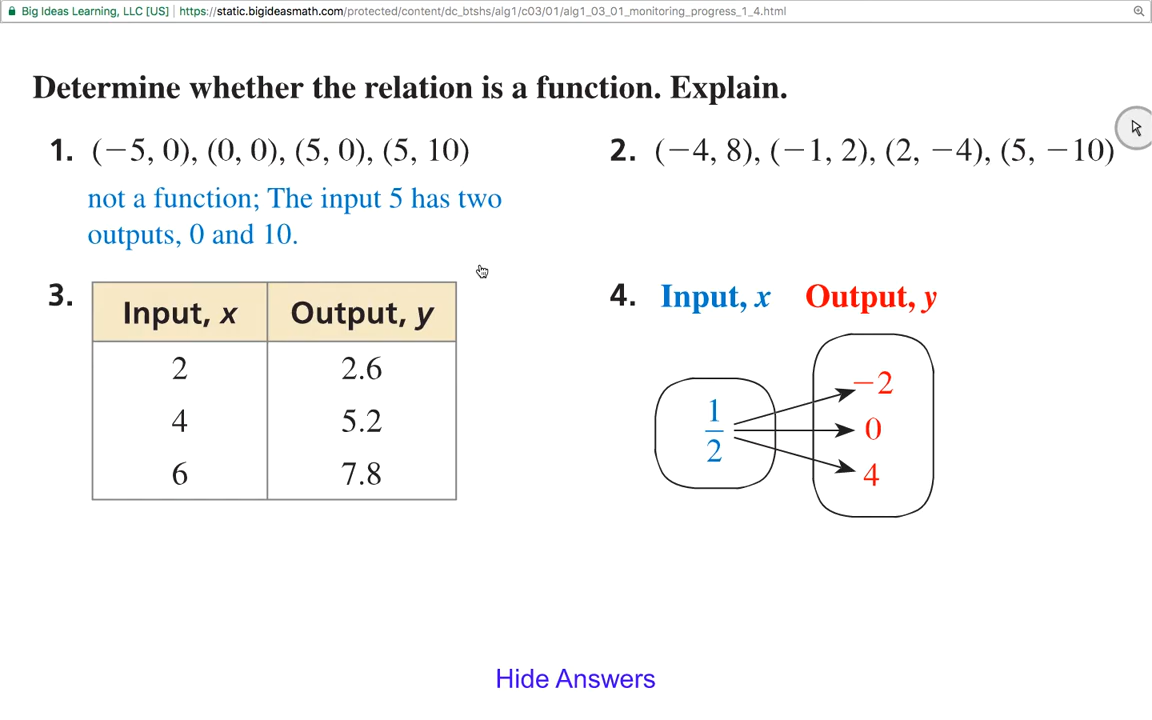 Big Ideas Learning, LLC [US] | https://static.bigideasmath.com/protected/content/dc_btshs/alg1/c03/01/alg1_03_01_monitoring_progress_1_4.html
Determine whether the relation is a function. Explain.
1. (−5, 0), (0, 0), (5, 0), (5, 10)
not a function; The input 5 has two
outputs, 0 and 10.
2. (−4, 8), (−1, 2), (2, −4), (5, −10)
3.
Input, x Output, y
2 2.6
4 5.2
6 7.8
4. Input, x Output, y
1/2
−2
0
4
Hide Answers